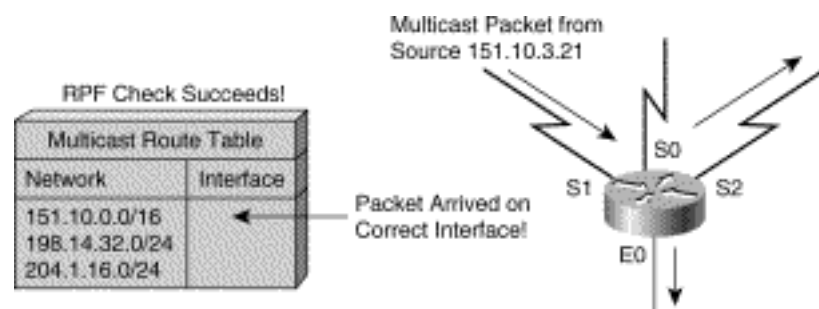 Multicast Packet from
Source 151.10.3.21
RPF Check Succeeds!
Multicast Route Table
Network Interface
151.10.0.0/16
198.14.32.0/24
204.1.16.0/24
Packet Arrived on
Correct Interface!
S0
S1
S2
E0